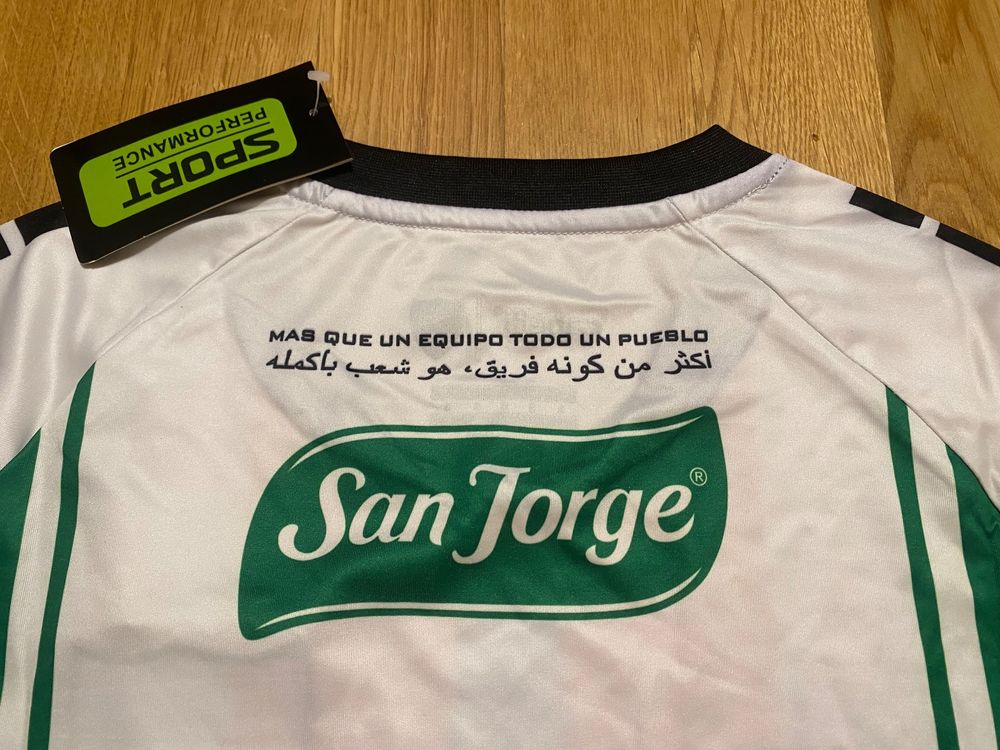 SPORT
PERFORMANCE
MAS QUE UN EQUIPO TODO UN PUEBLO
أكثر من كونه فريق، هو شعب باكمله
San Jorge®